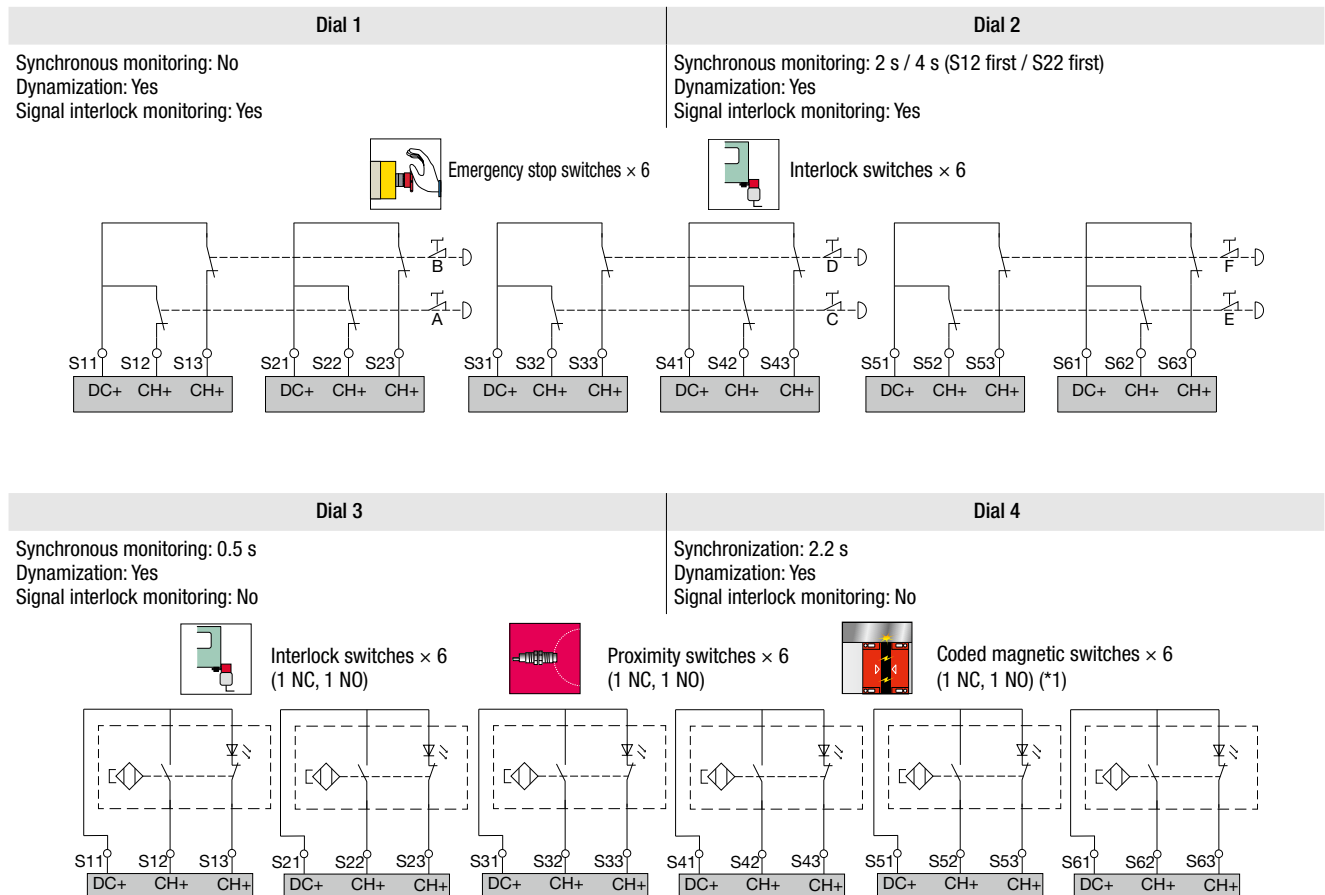 Dial 1
Dial 2
Synchronous monitoring: No
Dynamization: Yes
Signal interlock monitoring: Yes
Synchronous monitoring: 2 s / 4 s (S12 first / S22 first)
Dynamization: Yes
Signal interlock monitoring: Yes
Emergency stop switches × 6
Interlock switches × 6
B D F
A C E
S11 S12 S13 S21 S22 S23 S31 S32 S33 S41 S42 S43 S51 S52 S53 S61 S62 S63
DC+ CH+ CH+ DC+ CH+ CH+ DC+ CH+ CH+ DC+ CH+ CH+ DC+ CH+ CH+ DC+ CH+ CH+
Dial 3
Dial 4
Synchronous monitoring: 0.5 s
Dynamization: Yes
Signal interlock monitoring: No
Synchronization: 2.2 s
Dynamization: Yes
Signal interlock monitoring: No
Interlock switches × 6
(1 NC, 1 NO)
Proximity switches × 6
(1 NC, 1 NO)
Coded magnetic switches × 6
(1 NC, 1 NO) (*1)
S11 S12 S13 S21 S22 S23 S31 S32 S33 S41 S42 S43 S51 S52 S53 S61 S62 S63
DC+ CH+ CH+ DC+ CH+ CH+ DC+ CH+ CH+ DC+ CH+ CH+ DC+ CH+ CH+ DC+ CH+ CH+